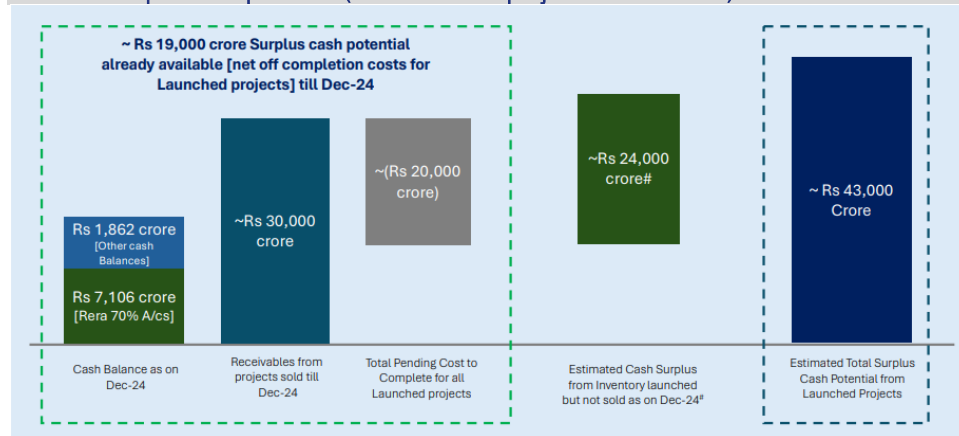 ~ Rs 19,000 crore Surplus cash potential
already available [net off completion costs for
Launched projects] till Dec-24
Rs 1,862 crore
[Other cash
Balances]
Rs 7,106 crore
[Rera 70% A/cs]
~Rs 30,000
crore
~(Rs 20,000
crore)
~Rs 24,000
crore#
~ Rs 43,000
Crore
Cash Balance as on
Dec-24
Receivables from
projects sold till
Dec-24
Total Pending Cost to
Complete for all
Launched projects
Estimated Cash Surplus
from Inventory launched
but not sold as on Dec-24#
Estimated Total Surplus
Cash Potential from
Launched Projects